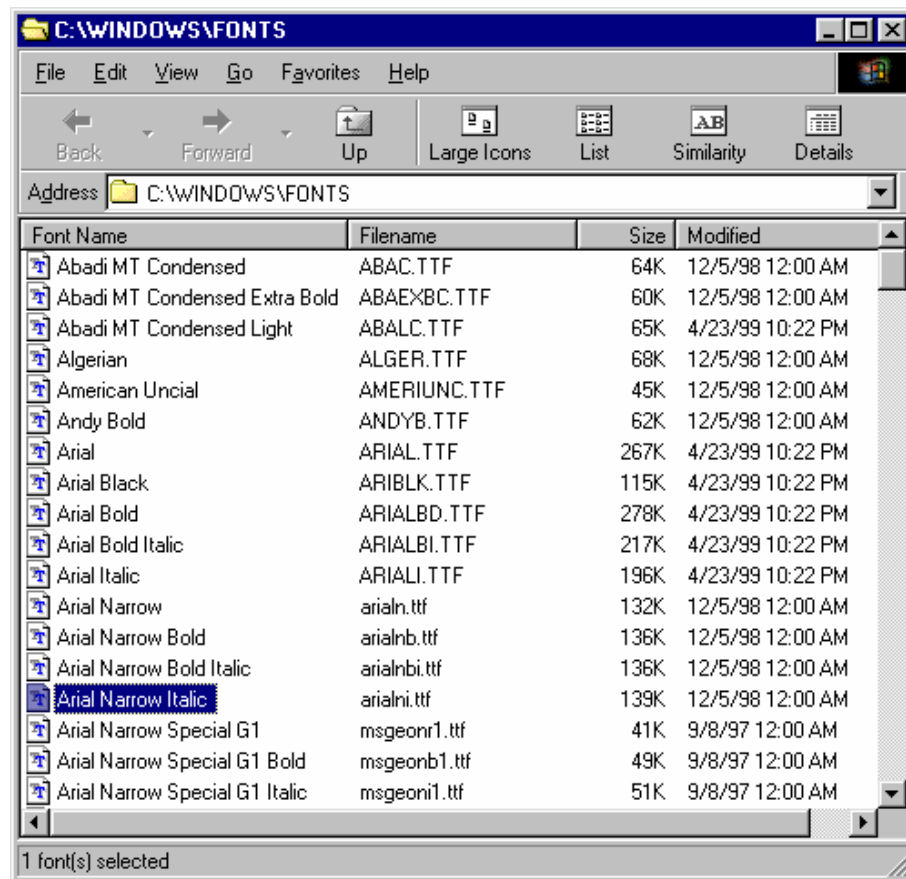 C:\WINDOWS\FONTS
File Edit View Go Favorites Help
Back Forward Up Large Icons List AB Similarity Details
Address C:\WINDOWS\FONTS
Font Name Filename Size Modified
Abadi MT Condensed ABAC.TTF 64K 12/5/98 12:00 AM
Abadi MT Condensed Extra Bold ABAEXBC.TTF 60K 12/5/98 12:00 AM
Abadi MT Condensed Light ABALC.TTF 65K 4/23/99 10:22 PM
Algerian ALGER.TTF 68K 12/5/98 12:00 AM
American Uncial AMERIUNC.TTF 45K 12/5/98 12:00 AM
Andy Bold ANDYB.TTF 62K 12/5/98 12:00 AM
Arial ARIAL.TTF 267K 4/23/99 10:22 PM
Arial Black ARIBLK.TTF 115K 4/23/99 10:22 PM
Arial Bold ARIALBD.TTF 278K 4/23/99 10:22 PM
Arial Bold Italic ARIALBI.TTF 217K 4/23/99 10:22 PM
Arial Italic ARIALI.TTF 196K 4/23/99 10:22 PM
Arial Narrow arialn.ttf 132K 12/5/98 12:00 AM
Arial Narrow Bold arialnb.ttf 136K 12/5/98 12:00 AM
Arial Narrow Bold Italic arialnbi.ttf 136K 12/5/98 12:00 AM
Arial Narrow Italic arialni.ttf 139K 12/5/98 12:00 AM
Arial Narrow Special G1 msgeonr1.ttf 41K 9/8/97 12:00 AM
Arial Narrow Special G1 Bold msgeonb1.ttf 49K 9/8/97 12:00 AM
Arial Narrow Special G1 Italic msgeoni1.ttf 51K 9/8/97 12:00 AM
1 font(s) selected